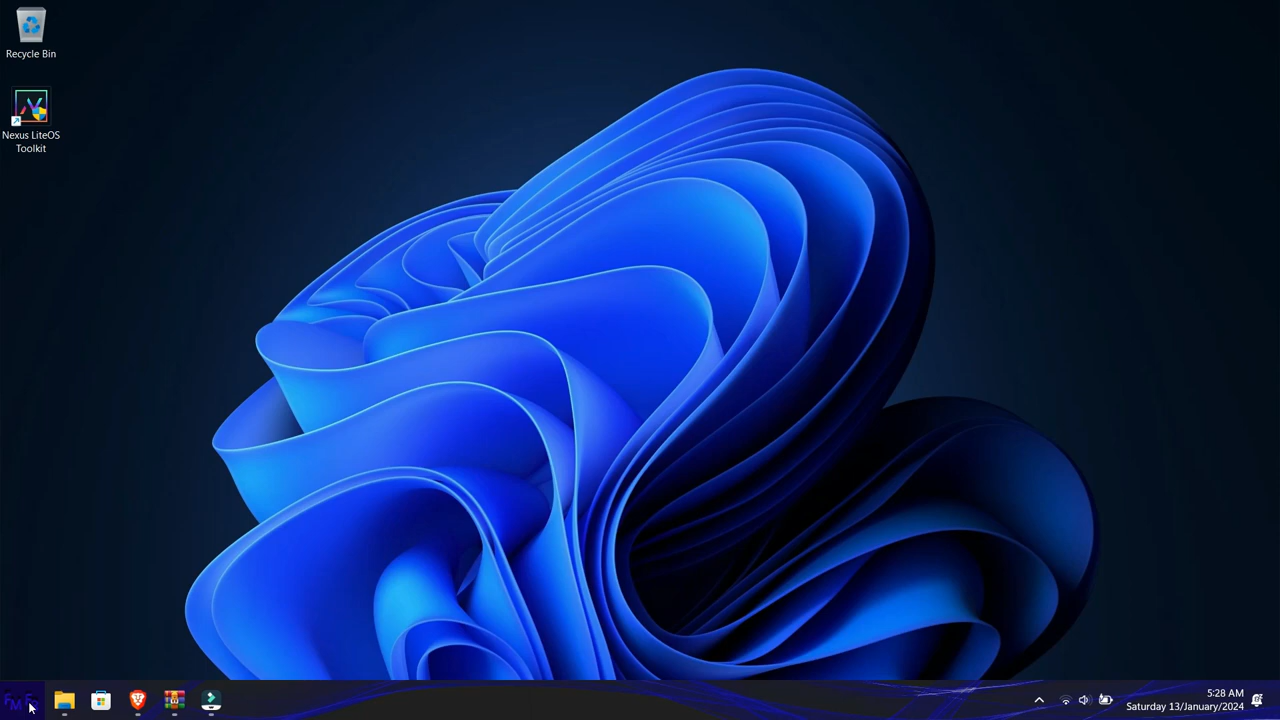 Recycle Bin
Nexus LiteOS
Toolkit
5:28 AM
Saturday 13/January/2024